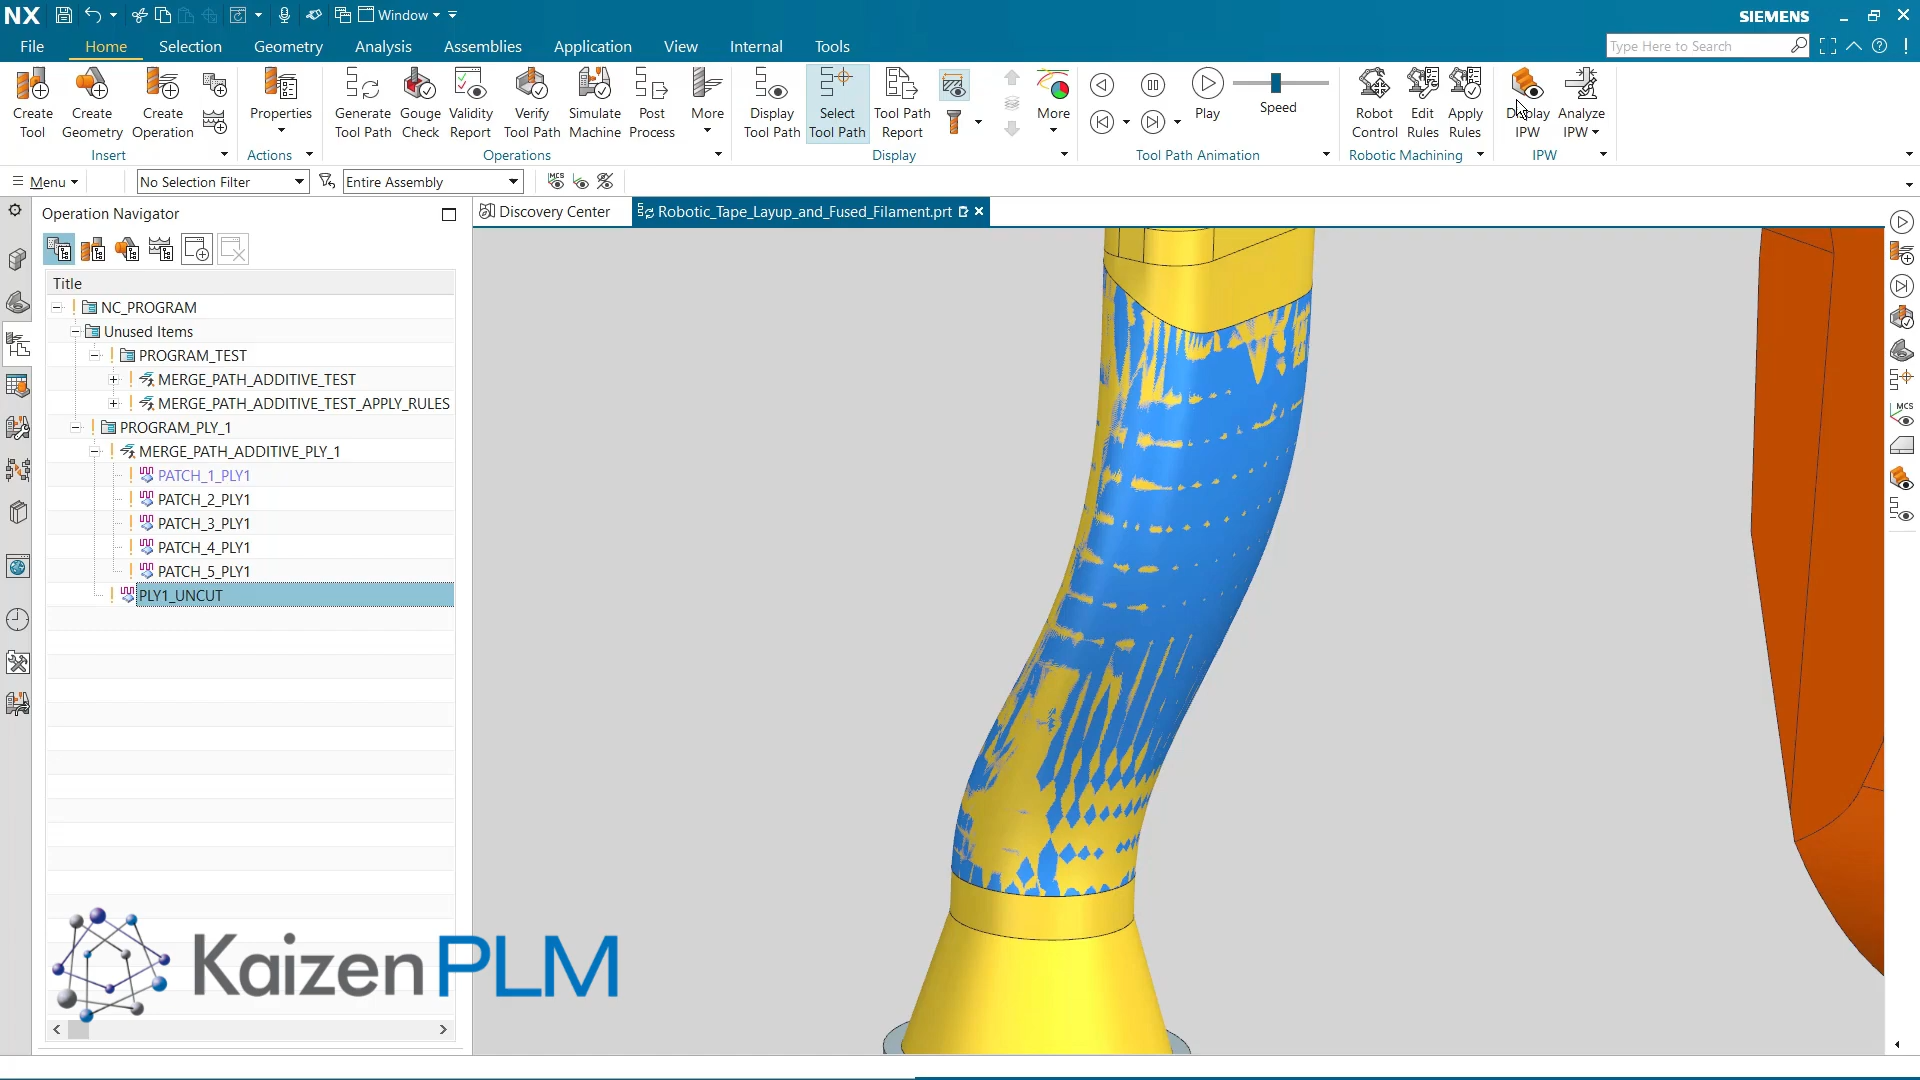 NX
Window
SIEMENS
File Home Selection Geometry Analysis Assemblies Application View Internal Tools
Type Here to Search
Create Tool
Create Geometry
Create Operation
Properties
Generate Tool Path
Gouge Check
Validity Report
Verify Tool Path
Simulate Machine
Post Process
More
Display Tool Path
Select Tool Path
Tool Path Report
More
Play
Speed
Robot Control
Edit Rules
Apply Rules
Display IPW
Analyze IPW
Insert Actions Operations Display Tool Path Animation Robotic Machining IPW
Menu
No Selection Filter
Entire Assembly
MCS
Operation Navigator
Discovery Center
Robotic_Tape_Layup_and_Fused_Filament.prt
Title
NC_PROGRAM
Unused Items
PROGRAM_TEST
MERGE_PATH_ADDITIVE_TEST
MERGE_PATH_ADDITIVE_TEST_APPLY_RULES
PROGRAM_PLY_1
MERGE_PATH_ADDITIVE_PLY_1
PATCH_1_PLY1
PATCH_2_PLY1
PATCH_3_PLY1
PATCH_4_PLY1
PATCH_5_PLY1
PLY1_UNCUT
MCS
KaizenPLM